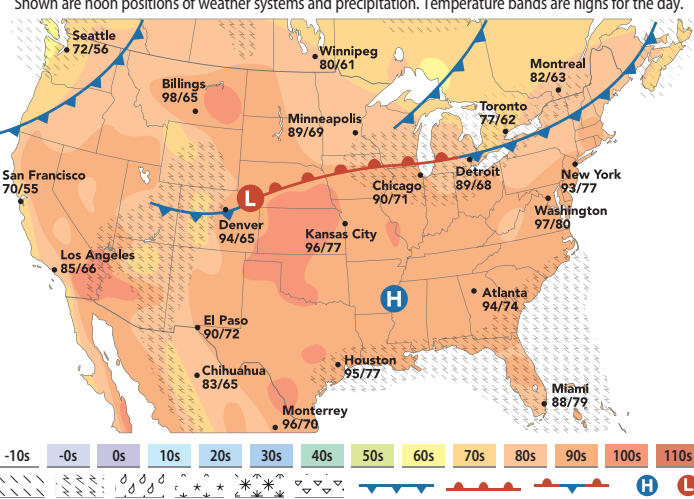 Shown are noon positions of weather systems and precipitation. Temperature bands are highs for the day.
Seattle
72/56
Winnipeg
80/61
Montreal
82/63
Billings
98/65
Toronto
77/62
Minneapolis
89/69
San Francisco
70/55
Chicago
90/71
Detroit
89/68
New York
93/77
L
Denver
94/65
Kansas City
96/77
Washington
97/80
Los Angeles
85/66
H
Atlanta
94/74
El Paso
90/72
Chihuahua
83/65
Houston
95/77
Miami
88/79
Monterrey
96/70
-10s -0s 0s 10s 20s 30s 40s 50s 60s 70s 80s 90s 100s 110s
H L